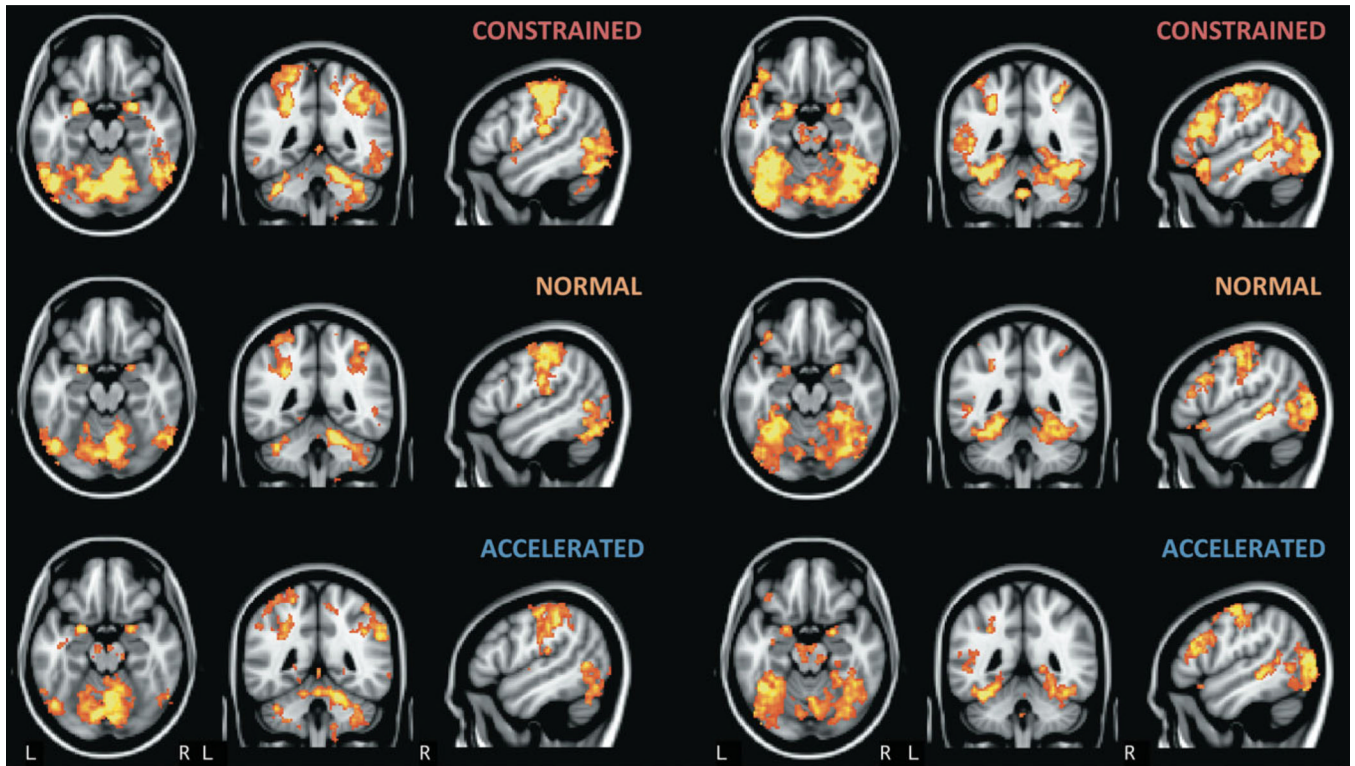 CONSTRAINED CONSTRAINED
NORMAL NORMAL
ACCELERATED ACCELERATED
L R L R L R L R